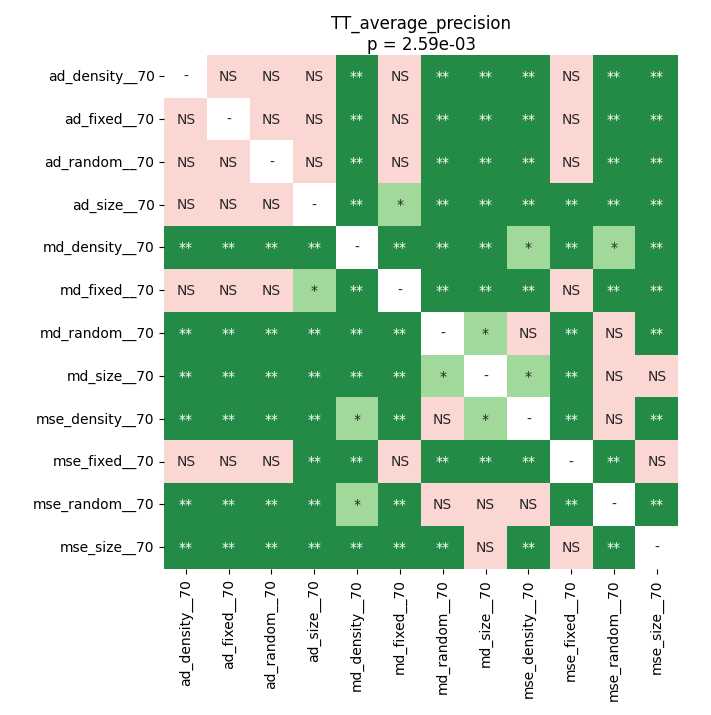 TT_average_precision
p = 2.59e-03
ad_density__70 - NS NS NS ** NS ** ** ** NS ** **
ad_fixed__70 NS - NS NS ** NS ** ** ** NS ** **
ad_random__70 NS NS - NS ** NS ** ** ** NS ** **
ad_size__70 NS NS NS - ** * ** ** ** ** ** **
md_density__70 ** ** ** ** - ** ** ** * ** * **
md_fixed__70 NS NS NS * ** - ** ** ** NS ** **
md_random__70 ** ** ** ** ** ** - * NS ** NS **
md_size__70 ** ** ** ** ** ** * - * ** NS NS
mse_density__70 ** ** ** ** * ** NS * - ** NS **
mse_fixed__70 NS NS NS ** ** NS ** ** ** - ** NS
mse_random__70 ** ** ** ** * ** NS NS NS ** - **
mse_size__70 ** ** ** ** ** ** ** NS ** NS ** -
ad_density__70
ad_fixed__70
ad_random__70
ad_size__70
md_density__70
md_fixed__70
md_random__70
md_size__70
mse_density__70
mse_fixed__70
mse_random__70
mse_size__70